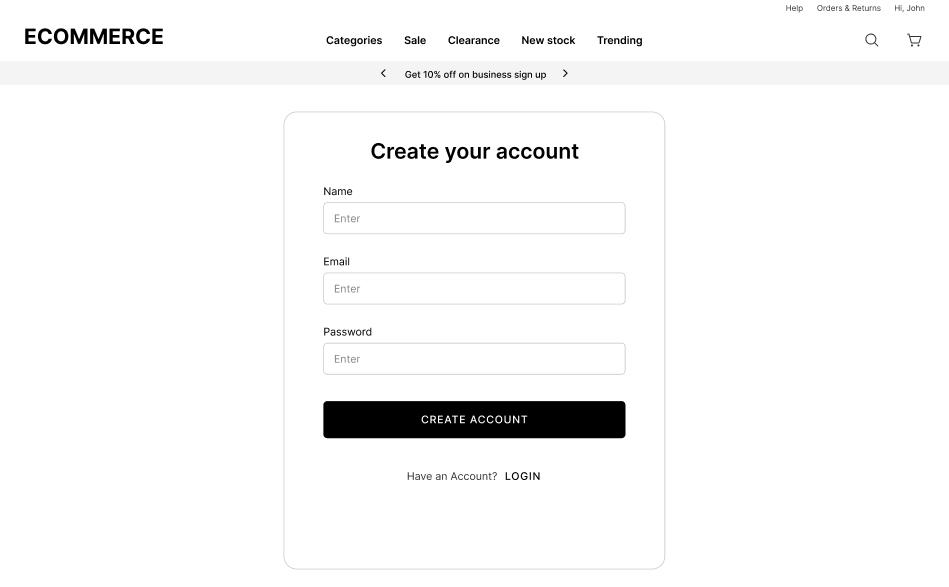 Help Orders & Returns Hi, John
ECOMMERCE
Categories Sale Clearance New stock Trending
Get 10% off on business sign up
Create your account
Name
Enter
Email
Enter
Password
Enter
CREATE ACCOUNT
Have an Account? LOGIN